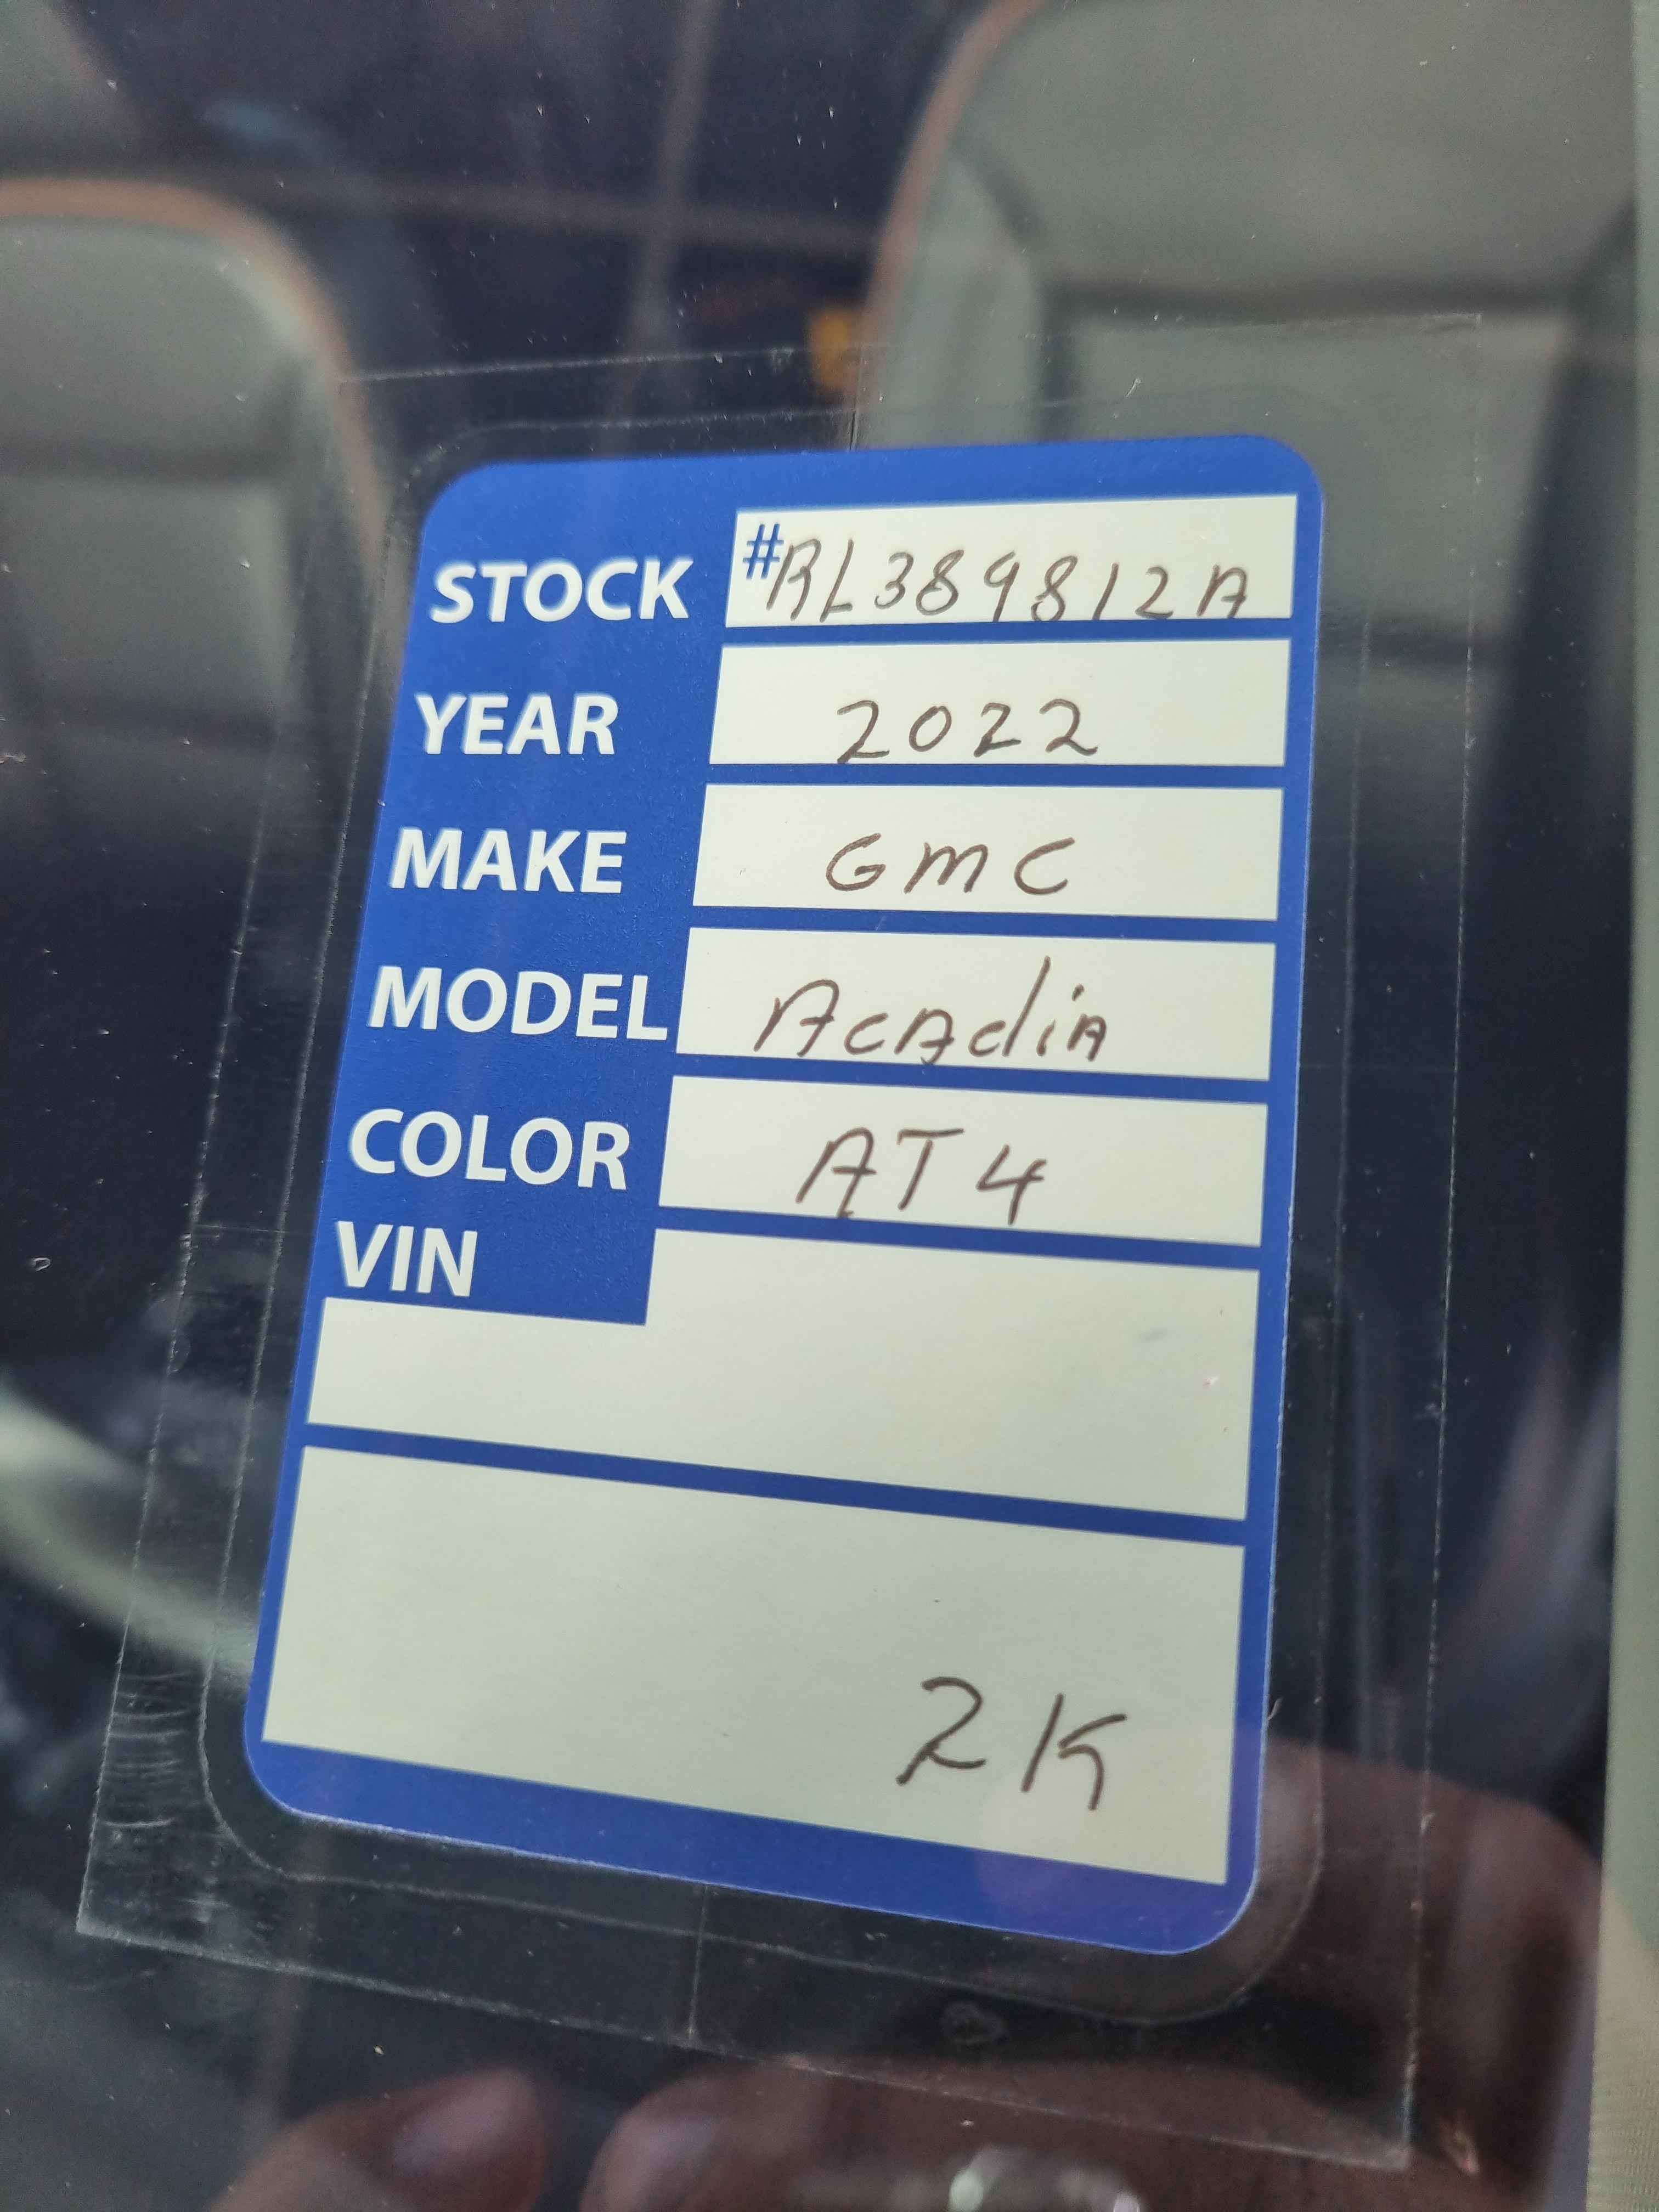 STOCK #RL389812A
YEAR 2022
MAKE GMC
MODEL AcAdiA
COLOR AT4
VIN
2K